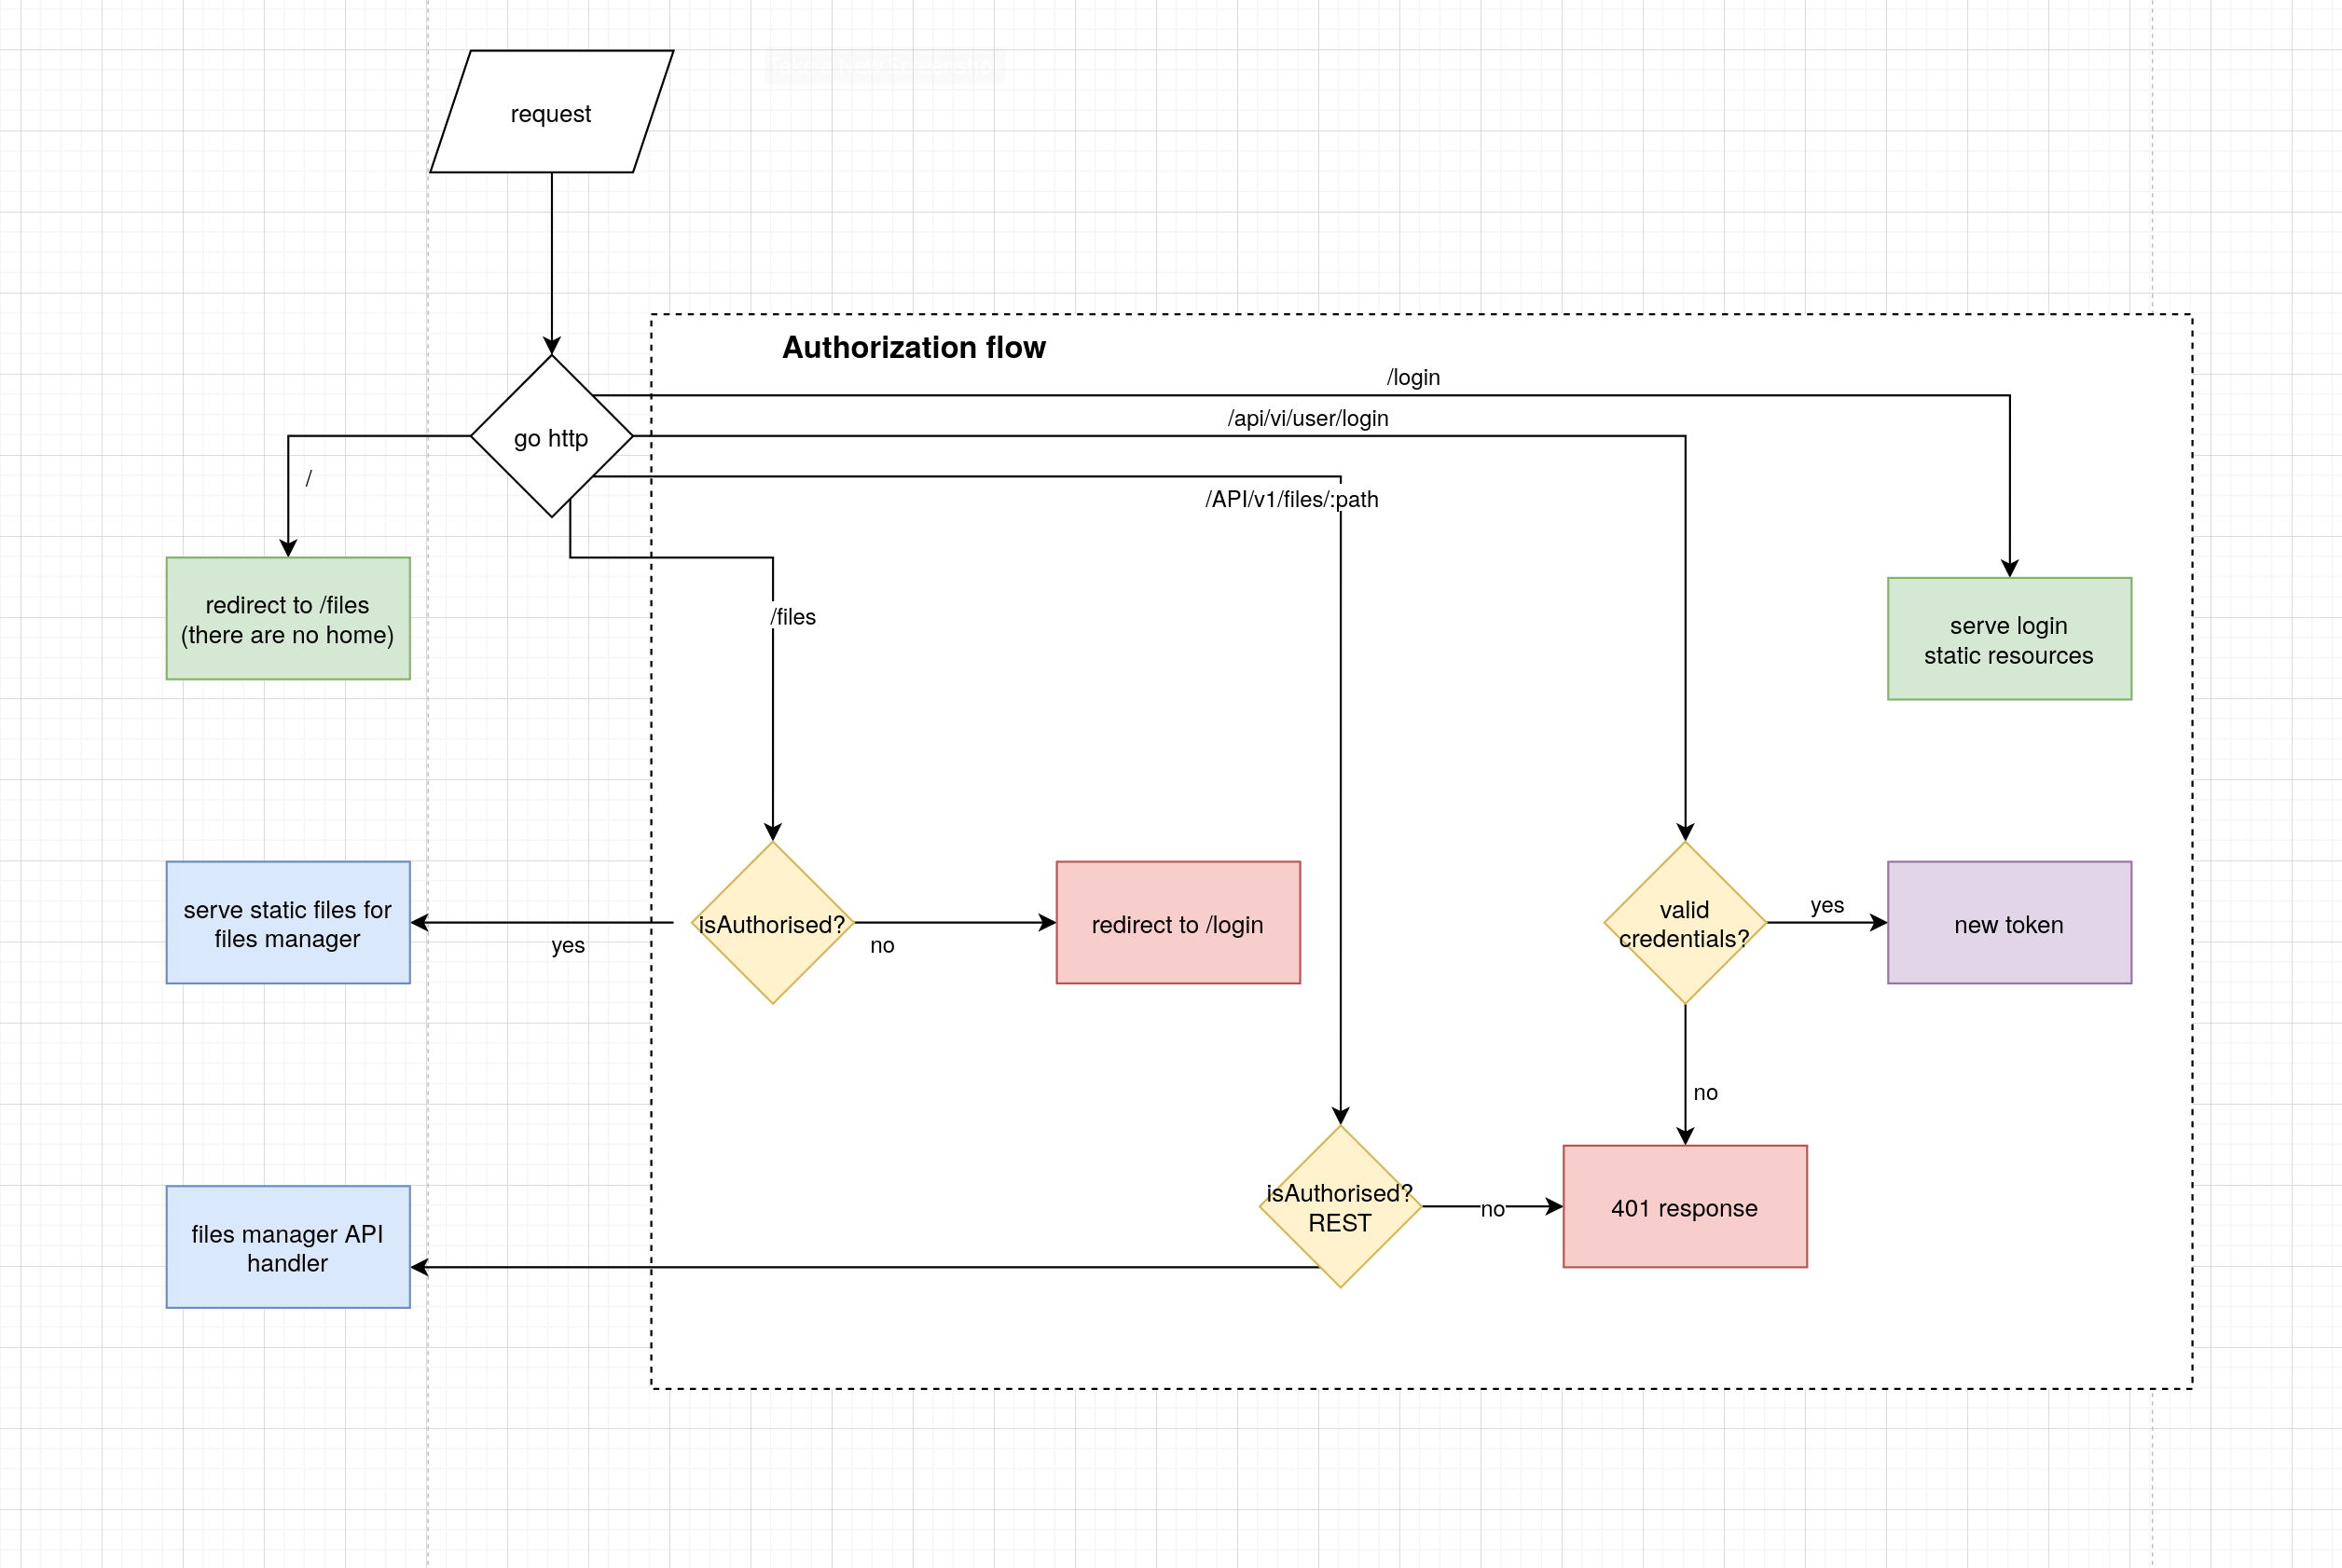 request
Authorization flow
/login
/api/vi/user/login
go http
/
/API/v1/files/:path
redirect to /files
(there are no home)
/files
serve login
static resources
serve static files for
files manager
yes
isAuthorised?
no
redirect to /login
valid
credentials?
yes
new token
no
files manager API
handler
isAuthorised?
REST
no
401 response